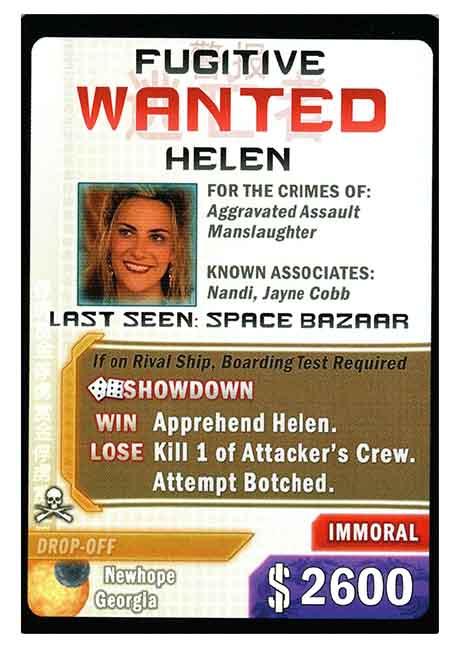 警报
FUGITIVE
WANTED
HELEN
FOR THE CRIMES OF:
Aggravated Assault
Manslaughter
KNOWN ASSOCIATES:
Nandi, Jayne Cobb
LAST SEEN: SPACE BAZAAR
If on Rival Ship, Boarding Test Required
SHOWDOWN
WIN Apprehend Helen.
LOSE Kill 1 of Attacker's Crew.
Attempt Botched.
IMMORAL
DROP-OFF
Newhope
Georgia
$2600